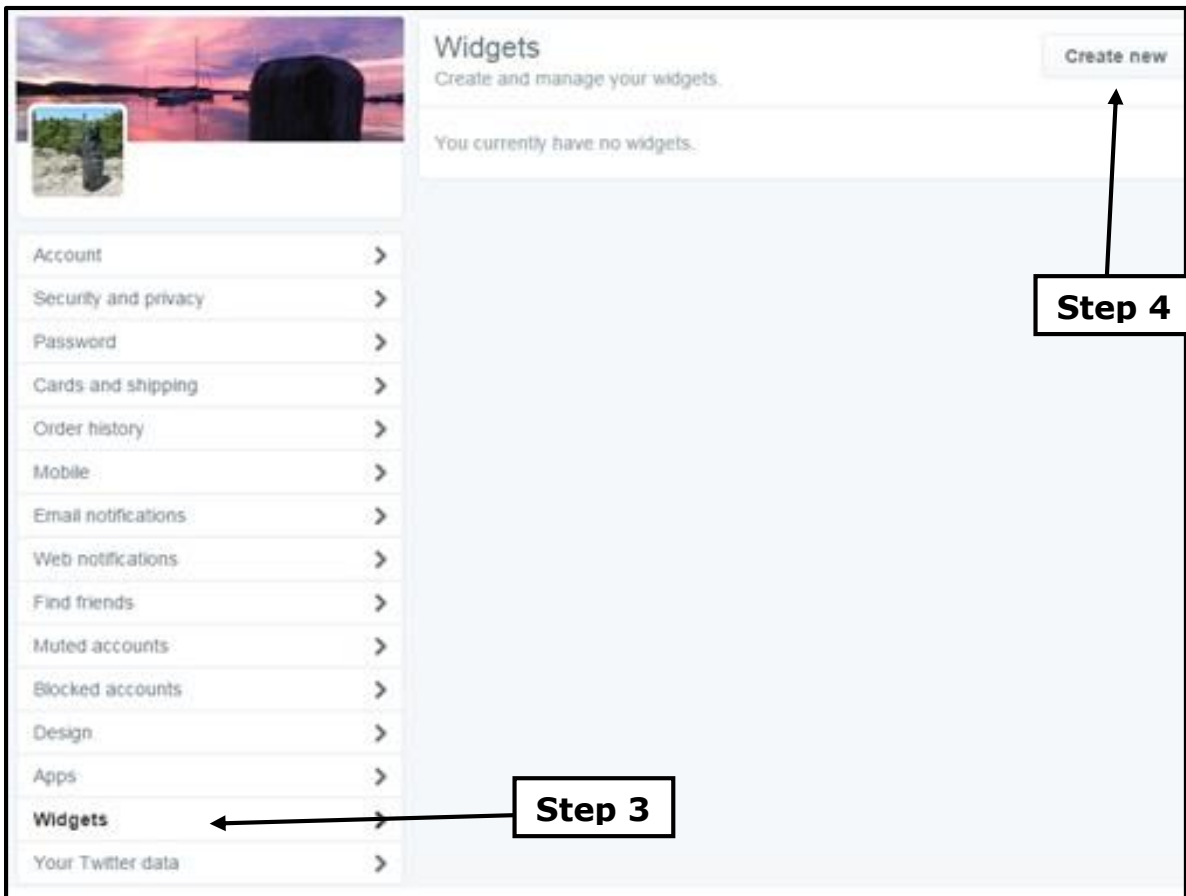 Widgets
Create and manage your widgets.
Create new
You currently have no widgets.
Step 4
Account
Security and privacy
Password
Cards and shipping
Order history
Mobile
Email notifications
Web notifications
Find friends
Muted accounts
Blocked accounts
Design
Apps
Widgets
Step 3
Your Twitter data